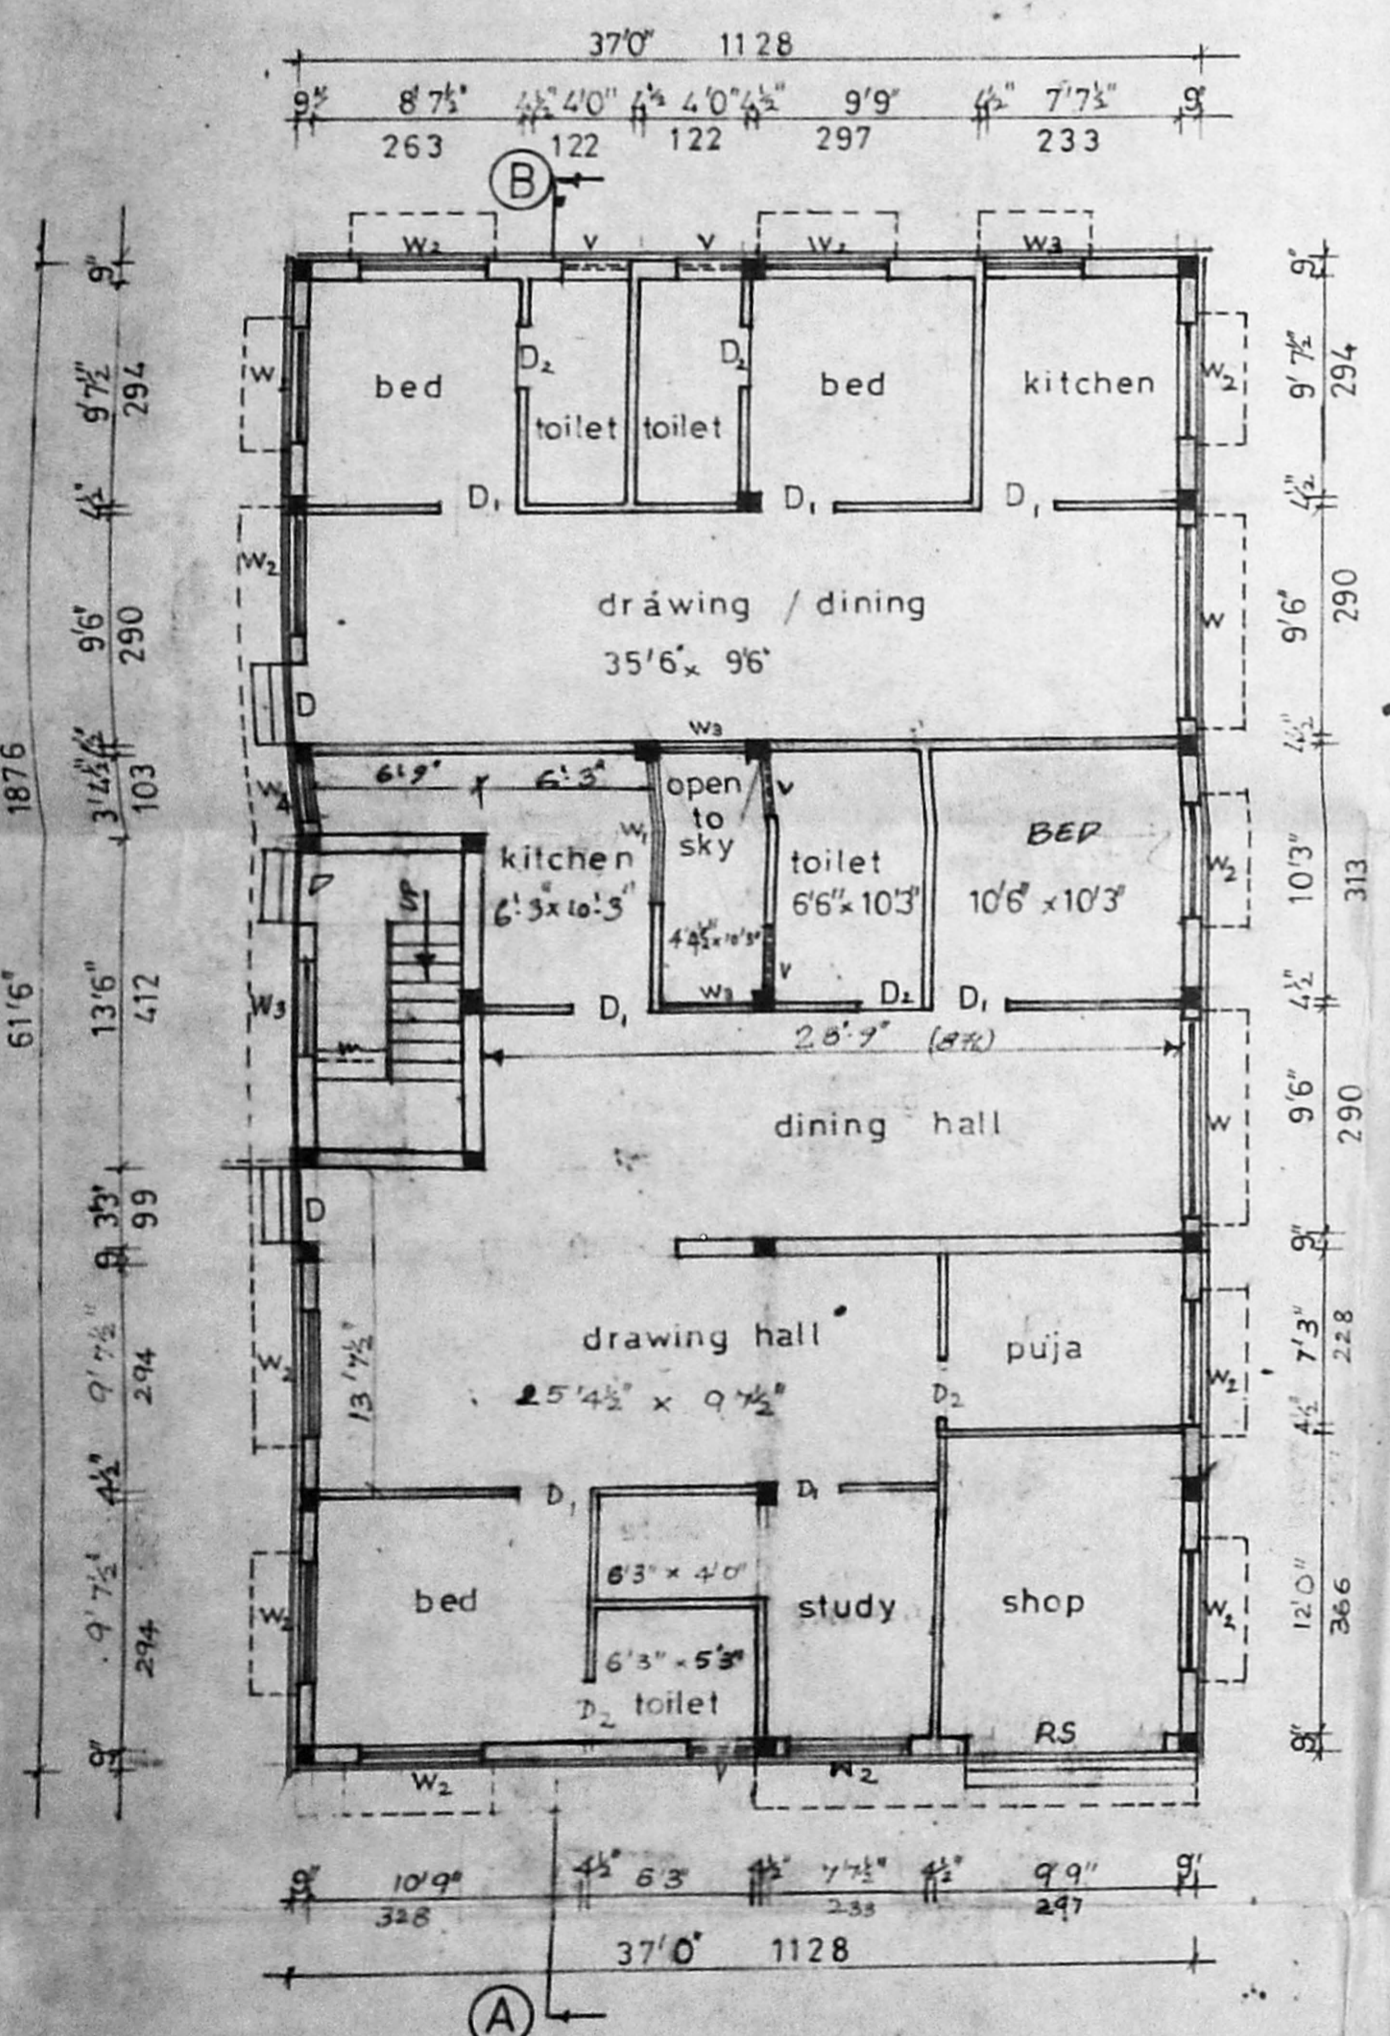 37'0" 1128
9" 8'7½" 4½" 4'0" 4½ 4'0" 4½" 9'9" 4½" 7'7½" 9"
263 122 122 297 233
B
W2 V V W2 W3
9" 9"
W D2 D2 W2
bed bed kitchen
9'7½" 294 9'7½" 294
toilet toilet
4½" D1 D1 D1 4½"
W2
drawing / dining W
9'6" 290 35'6" x 9'6" 9'6" 290
D
W3
4½"
6'9" 6'3" open V
3'4½" 103 W4 to
W1 sky BED
kitchen toilet W2
D UP 6'3" x 10'3" 6'6" x 10'3" 10'6" x 10'3" 10'3" 313
4'4½" x 10'3"
1876
61'6"
13'6" 412 W3 V
D1 W3 D2 D1 4½"
28'-9" (876)
dining hall W 9'6" 290
3'3" 99 D
9" 9"
drawing hall puja 7'3" 228
9'7½" 294 W2 13'7½" 25'4½" x 9'7½" D2 W2
4½"
4½" D1 D1
6'3" x 4'0"
bed study shop
9'7½" 294 W2 W2 12'0" 366
6'3" x 5'3"
D2 toilet
RS
9" W2 V W2 9"
9" 10'9" 4½" 6'3 4½" 7'7½" 4½" 9'9" 9"
328 233 297
37'0" 1128
A